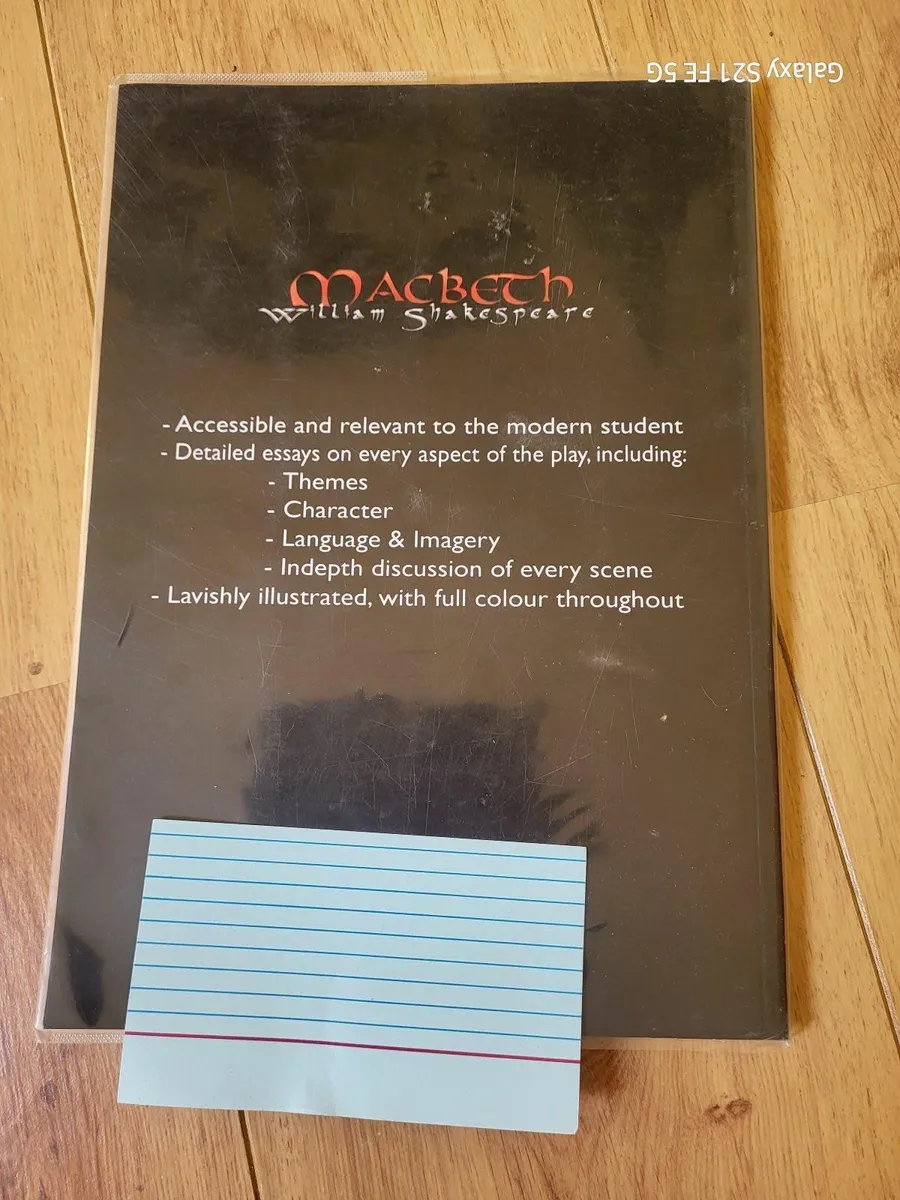 Galaxy S21 FE 5G
MACBETH
William Shakespeare
- Accessible and relevant to the modern student
- Detailed essays on every aspect of the play, including:
- Themes
- Character
- Language & Imagery
- Indepth discussion of every scene
- Lavishly illustrated, with full colour throughout